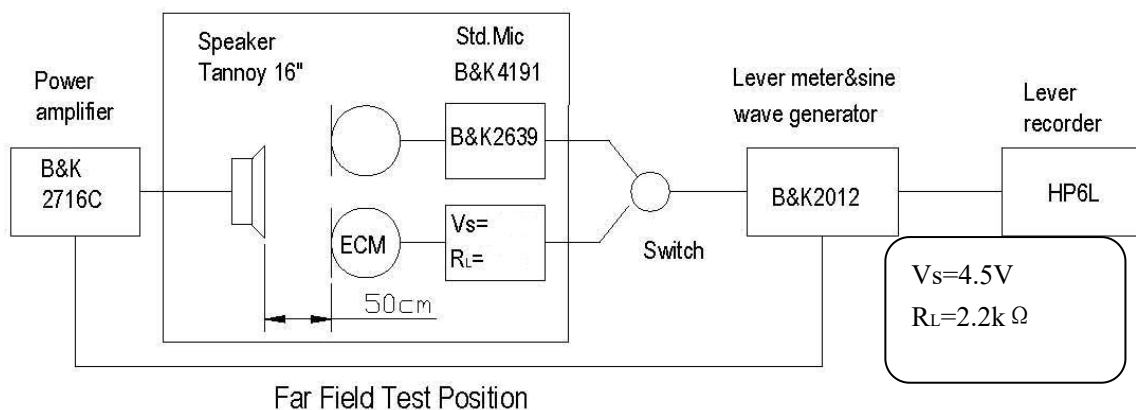 Power
amplifier
B&K
2716C
Speaker
Tannoy 16"
Std.Mic
B&K4191
B&K2639
ECM
Vs=
RL=
50cm
Switch
Lever meter&sine
wave generator
B&K2012
Lever
recorder
HP6L
Vs=4.5V
RL=2.2k Ω
Far Field Test Position